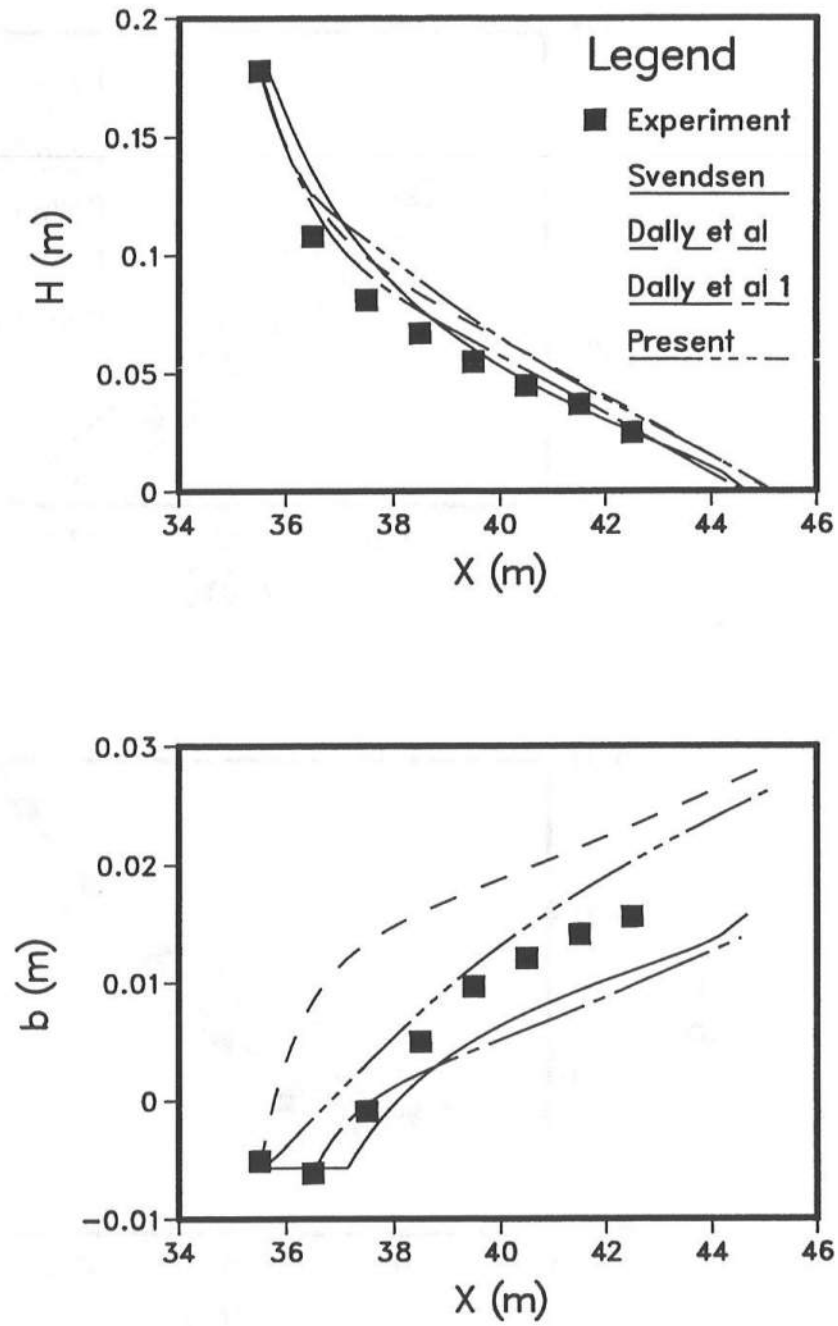 0.2
0.15
0.1
0.05
0
H (m)
Legend
Experiment
Svendsen
Dally et al
Dally et al 1
Present
34 36 38 40 42 44 46
X (m)
0.03
0.02
0.01
0
−0.01
b (m)
34 36 38 40 42 44 46
X (m)